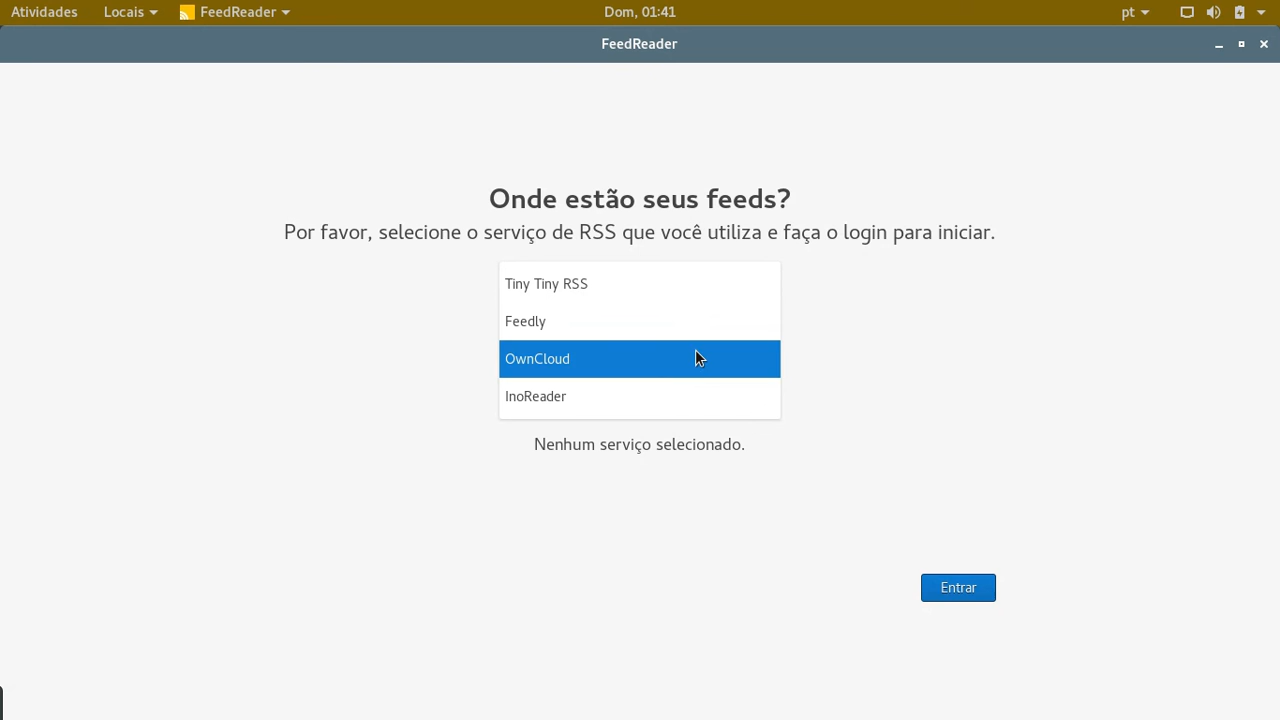 Atividades Locais FeedReader Dom, 01:41 pt
FeedReader
Onde estão seus feeds?
Por favor, selecione o serviço de RSS que você utiliza e faça o login para iniciar.
Tiny Tiny RSS
Feedly
OwnCloud
InoReader
Nenhum serviço selecionado.
Entrar